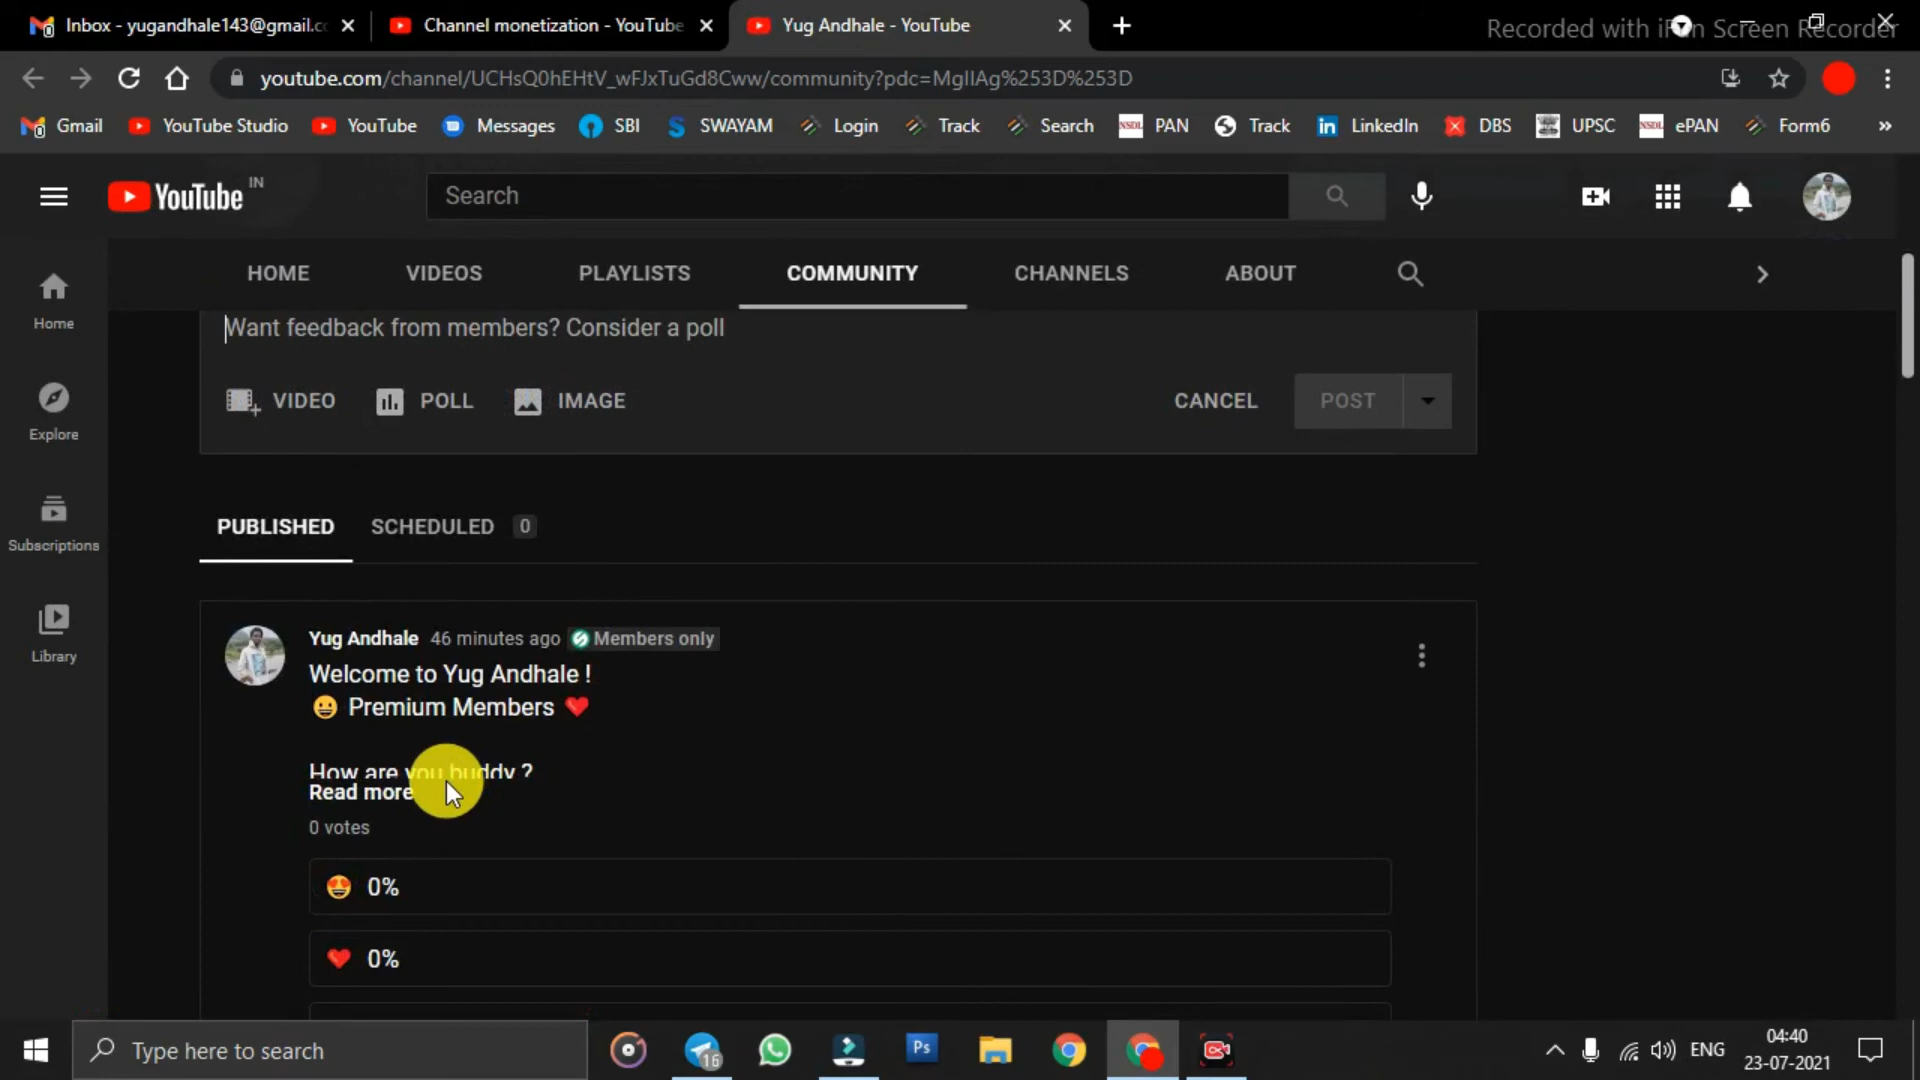 Inbox - yugandhale143@gmail.c
Channel monetization - YouTube
Yug Andhale - YouTube
Recorded with iFun Screen Recorder
youtube.com/channel/UCHsQ0hEHtV_wFJxTuGd8Cww/community?pdc=MgIIAg%253D%253D
Gmail
YouTube Studio
YouTube
Messages
SBI
SWAYAM
Login
Track
Search
PAN
Track
LinkedIn
DBS
UPSC
ePAN
Form6
»
YouTube IN
Search
HOME
VIDEOS
PLAYLISTS
COMMUNITY
CHANNELS
ABOUT
Home
Explore
Subscriptions
Library
Want feedback from members? Consider a poll
VIDEO
POLL
IMAGE
CANCEL
POST
PUBLISHED
SCHEDULED 0
Yug Andhale 46 minutes ago Members only
Welcome to Yug Andhale !
😀 Premium Members ❤️
How are you buddy ?
Read more
0 votes
😍 0%
❤️ 0%
Type here to search
16
Ps
ENG
04:40
23-07-2021